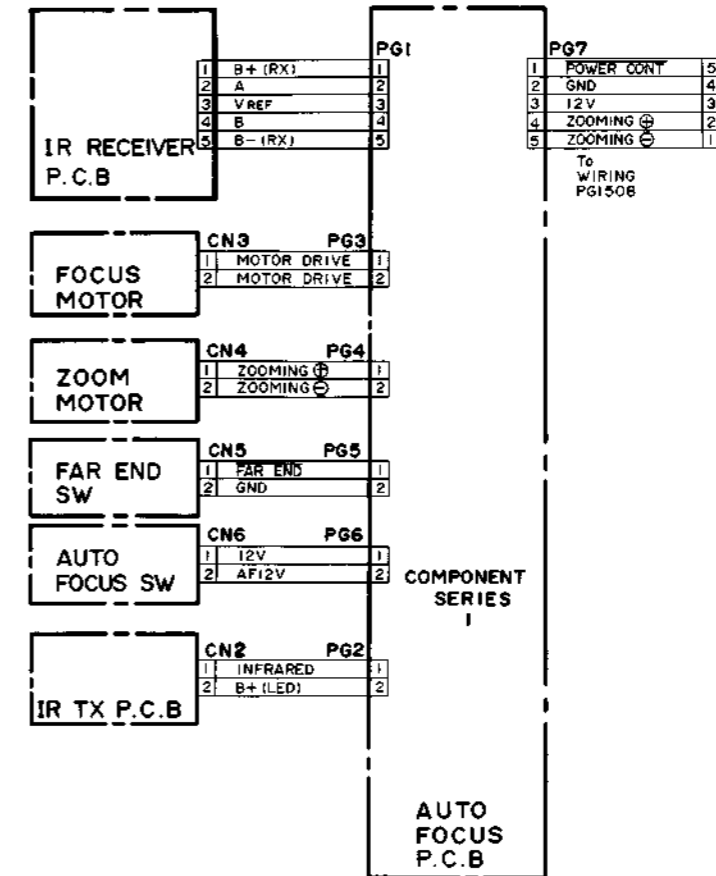 PG1
1 B+ (RX) 1
2 A 2
3 VREF 3
4 B 4
5 B- (RX) 5
IR RECEIVER
P.C.B
PG7
1 POWER CONT 5
2 GND 4
3 12V 3
4 ZOOMING ⊕ 2
5 ZOOMING ⊖ 1
To
WIRING
PG1508
CN3 PG3
1 MOTOR DRIVE 1
2 MOTOR DRIVE 2
FOCUS
MOTOR
CN4 PG4
1 ZOOMING ⊕ 1
2 ZOOMING ⊖ 2
ZOOM
MOTOR
CN5 PG5
1 FAR END 1
2 GND 2
FAR END
SW
CN6 PG6
1 12V 1
2 AF12V 2
AUTO
FOCUS SW
COMPONENT
SERIES
1
CN2 PG2
1 INFRARED 1
2 B+ (LED) 2
IR TX P.C.B
AUTO
FOCUS
P.C.B